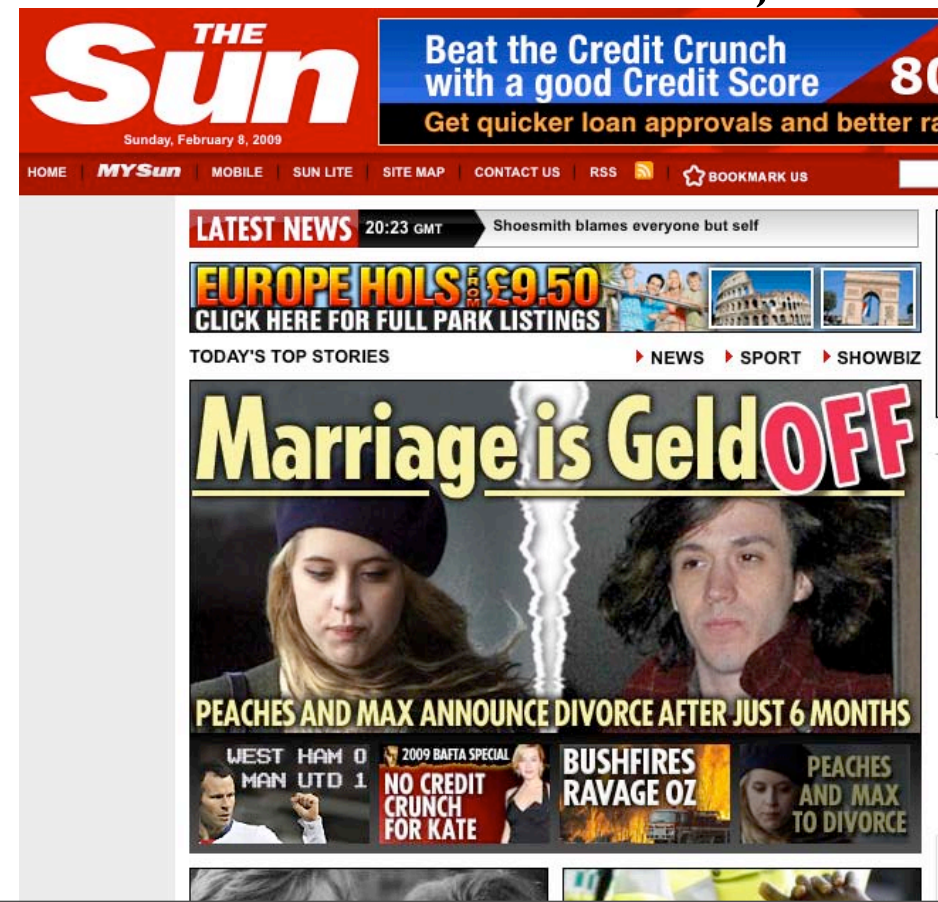 THE
Sun
Sunday, February 8, 2009
Beat the Credit Crunch
with a good Credit Score
80
Get quicker loan approvals and better ra
HOME MYSun MOBILE SUN LITE SITE MAP CONTACT US RSS BOOKMARK US
LATEST NEWS 20:23 GMT Shoesmith blames everyone but self
EUROPE HOLS FROM £9.50
CLICK HERE FOR FULL PARK LISTINGS
TODAY'S TOP STORIES NEWS SPORT SHOWBIZ
Marriage is GeldOFF
PEACHES AND MAX ANNOUNCE DIVORCE AFTER JUST 6 MONTHS
WEST HAM 0
MAN UTD 1
2009 BAFTA SPECIAL
NO CREDIT
CRUNCH
FOR KATE
BUSHFIRES
RAVAGE OZ
PEACHES
AND MAX
TO DIVORCE